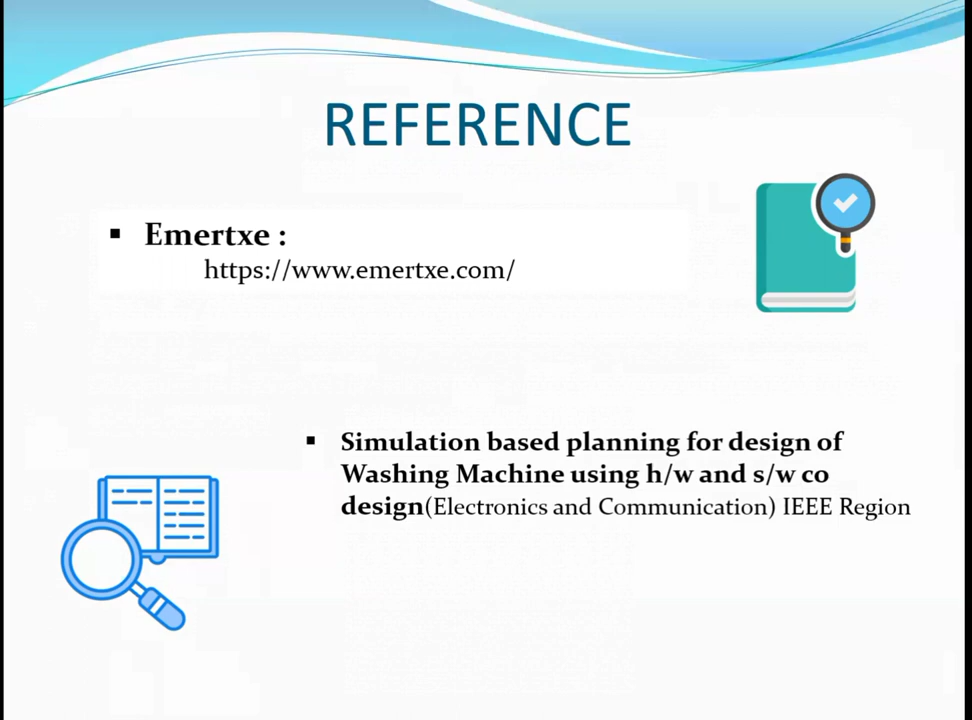 REFERENCE
▪ Emertxe :
https://www.emertxe.com/
▪ Simulation based planning for design of
Washing Machine using h/w and s/w co
design(Electronics and Communication) IEEE Region